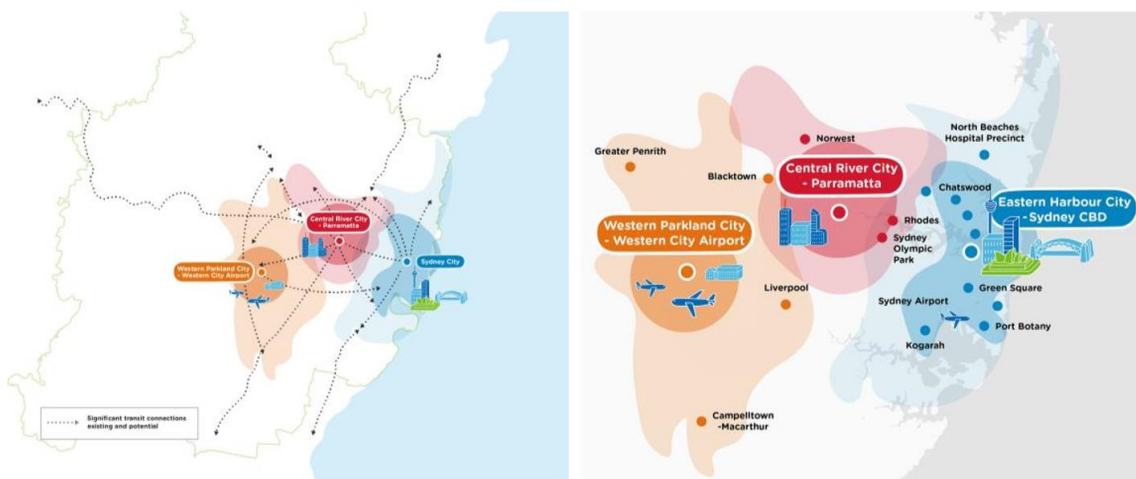 Central River City
- Parramatta
Western Parkland City
- Western City Airport
Sydney City
Significant transit connections
existing and potential
Norwest
North Beaches
Hospital Precinct
Greater Penrith
Blacktown
Central River City
- Parramatta
Chatswood
Eastern Harbour City
- Sydney CBD
Rhodes
Sydney
Olympic
Park
Western Parkland City
- Western City Airport
Liverpool
Green Square
Sydney Airport
Port Botany
Kogarah
Campelltown
-Macarthur